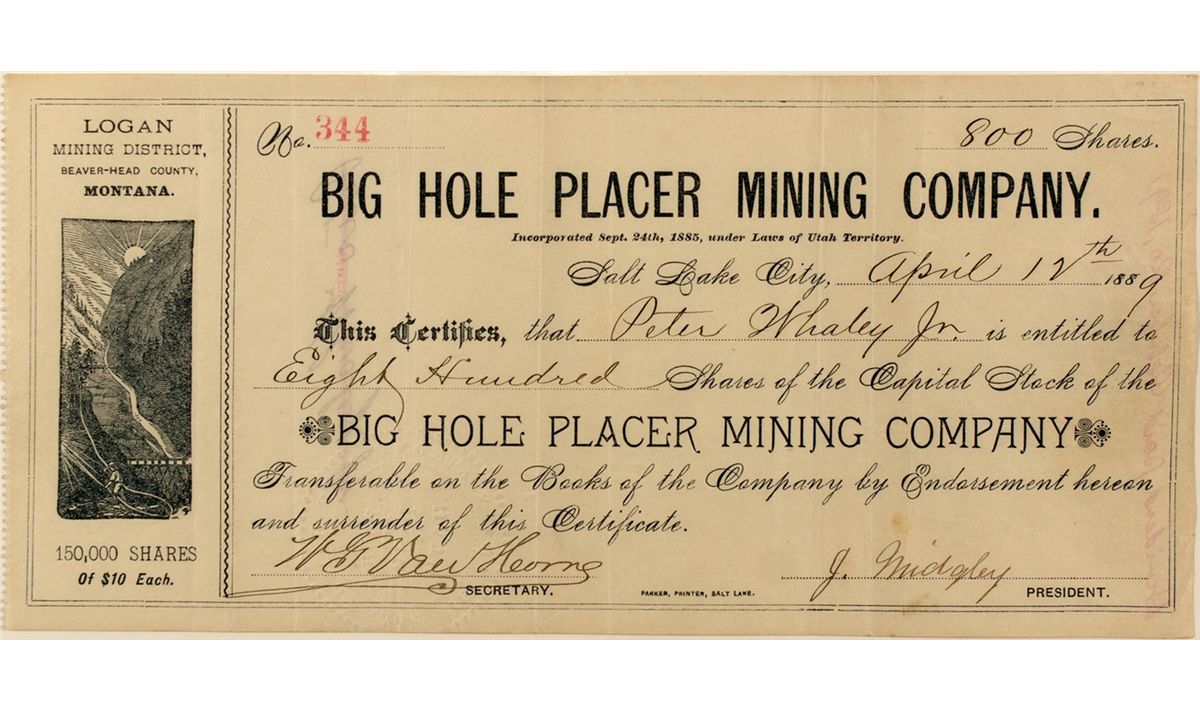 LOGAN
MINING DISTRICT,
BEAVER-HEAD COUNTY,
MONTANA.
150,000 SHARES
Of $10 Each.
No. 344
800 Shares.
BIG HOLE PLACER MINING COMPANY.
Incorporated Sept. 24th, 1885, under Laws of Utah Territory.
Salt Lake City, April 12th 1889
This Certifies, that Peter Whaley Jr. is entitled to
Eight Hundred Shares of the Capital Stock of the
BIG HOLE PLACER MINING COMPANY
Transferable on the Books of the Company by Endorsement hereon
and surrender of this Certificate.
W G Van Horne
SECRETARY.
PARKER, PRINTER, SALT LAKE.
J. Midgley
PRESIDENT.